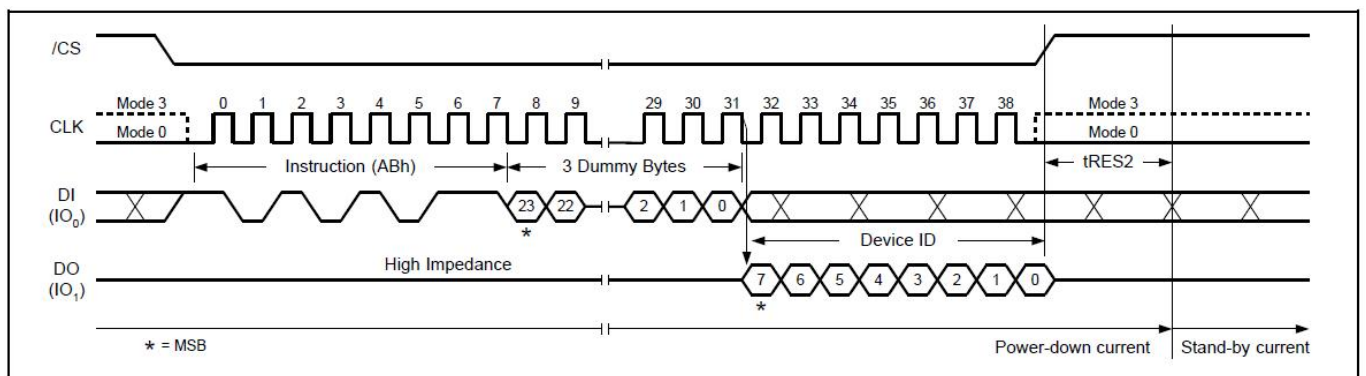 /CS
Mode 3 0 1 2 3 4 5 6 7 8 9 29 30 31 32 33 34 35 36 37 38 Mode 3
CLK Mode 0 Mode 0
Instruction (ABh) 3 Dummy Bytes tRES2
DI
(IO0) 23 22 2 1 0
*
Device ID
High Impedance
DO
(IO1) 7 6 5 4 3 2 1 0
*
* = MSB Power-down current Stand-by current